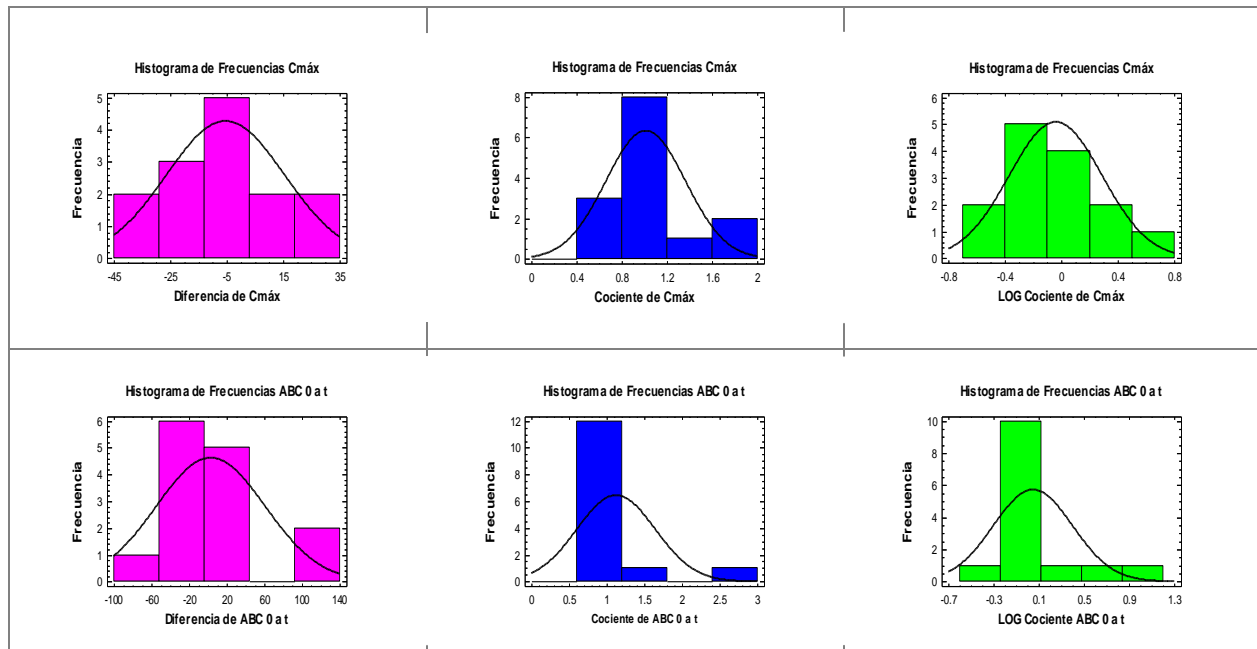 Histograma de Frecuencias Cmáx
Frecuencia
5
4
3
2
1
0
-45 -25 -5 15 35
Diferencia de Cmáx
Histograma de Frecuencias Cmáx
Frecuencia
8
6
4
2
0
0 0.4 0.8 1.2 1.6 2
Cociente de Cmáx
Histograma de Frecuencias Cmáx
Frecuencia
6
5
4
3
2
1
0
-0.8 -0.4 0 0.4 0.8
LOG Cociente de Cmáx
Histograma de Frecuencias ABC 0 a t
Frecuencia
6
5
4
3
2
1
0
-100 -60 -20 20 60 100 140
Diferencia de ABC 0 a t
Histograma de Frecuencias ABC 0 a t
Frecuencia
12
10
8
6
4
2
0
0 0.5 1 1.5 2 2.5 3
Cociente de ABC 0 a t
Histograma de Frecuencias ABC 0 a t
Frecuencia
10
8
6
4
2
0
-0.7 -0.3 0.1 0.5 0.9 1.3
LOG Cociente ABC 0 a t